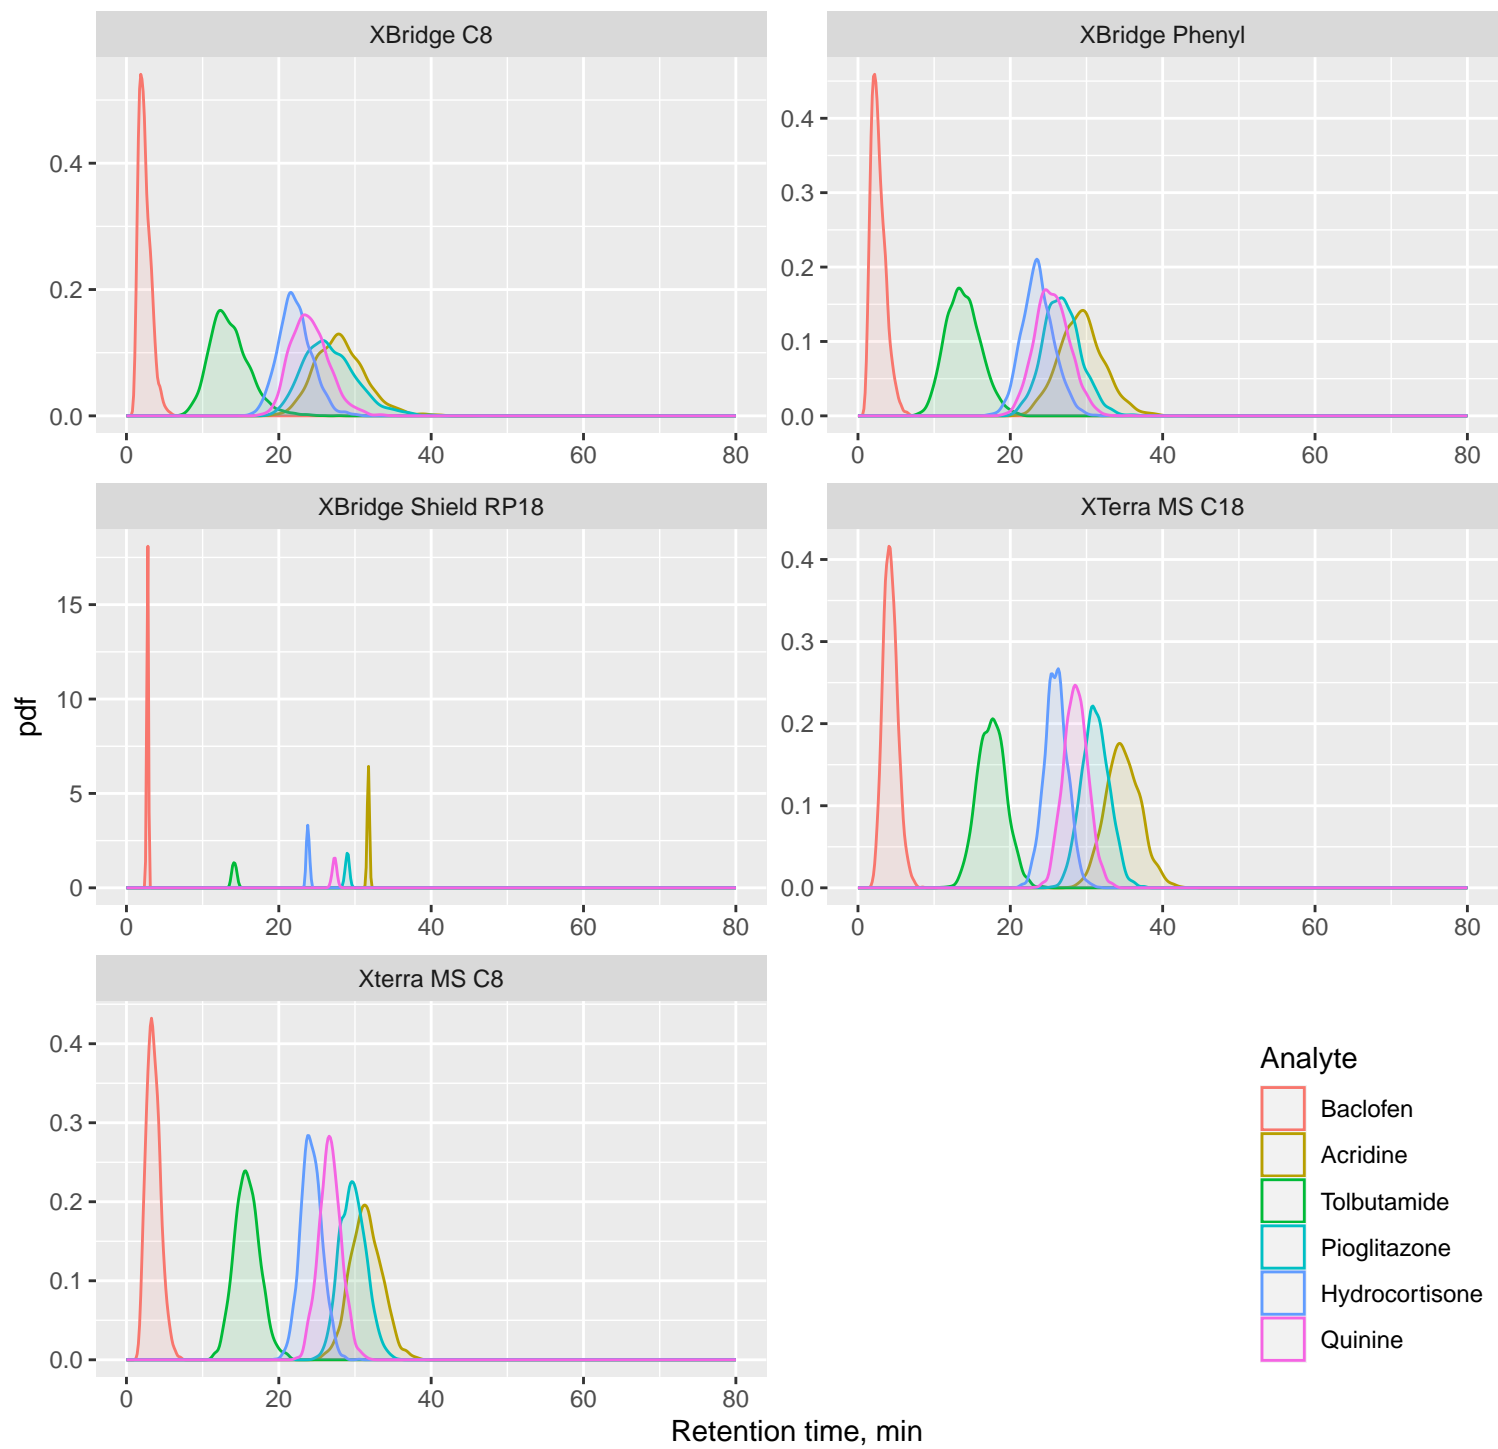 XBridge C8
XBridge Phenyl
0.4
0.2
0.0
0.4
0.3
0.2
0.1
0.0
0 20 40 60 80
0 20 40 60 80
XBridge Shield RP18
XTerra MS C18
15
10
5
0
0.4
0.3
0.2
0.1
0.0
0 20 40 60 80
0 20 40 60 80
pdf
Xterra MS C8
0.4
0.3
0.2
0.1
0.0
0 20 40 60 80
Retention time, min
Analyte
Baclofen
Acridine
Tolbutamide
Pioglitazone
Hydrocortisone
Quinine